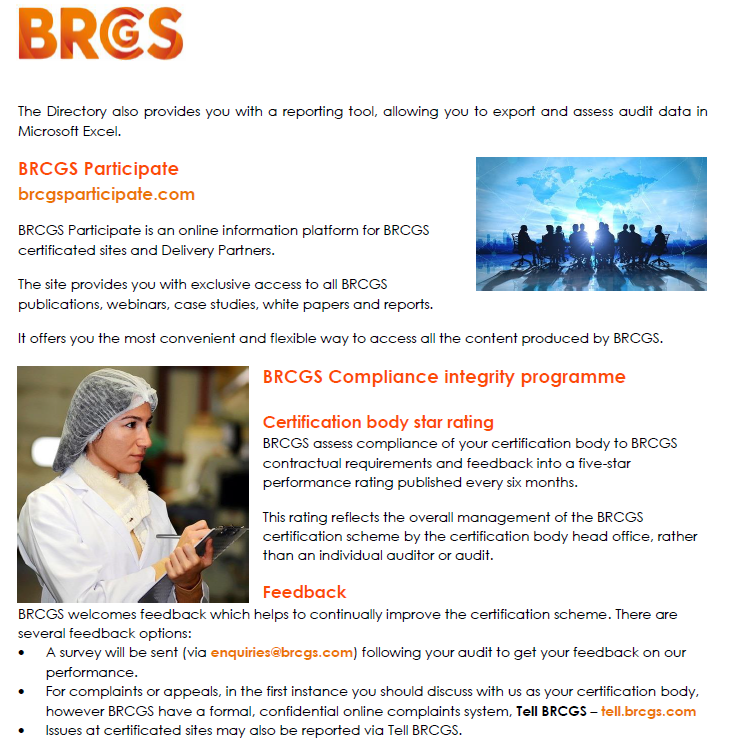 BRCGS
The Directory also provides you with a reporting tool, allowing you to export and assess audit data in
Microsoft Excel.
BRCGS Participate
brcgsparticipate.com
BRCGS Participate is an online information platform for BRCGS
certificated sites and Delivery Partners.
The site provides you with exclusive access to all BRCGS
publications, webinars, case studies, white papers and reports.
It offers you the most convenient and flexible way to access all the content produced by BRCGS.
BRCGS Compliance integrity programme
Certification body star rating
BRCGS assess compliance of your certification body to BRCGS
contractual requirements and feedback into a five-star
performance rating published every six months.
This rating reflects the overall management of the BRCGS
certification scheme by the certification body head office, rather
than an individual auditor or audit.
Feedback
BRCGS welcomes feedback which helps to continually improve the certification scheme. There are
several feedback options:
• A survey will be sent (via enquiries@brcgs.com) following your audit to get your feedback on our
performance.
• For complaints or appeals, in the first instance you should discuss with us as your certification body,
however BRCGS have a formal, confidential online complaints system, Tell BRCGS – tell.brcgs.com
• Issues at certificated sites may also be reported via Tell BRCGS.